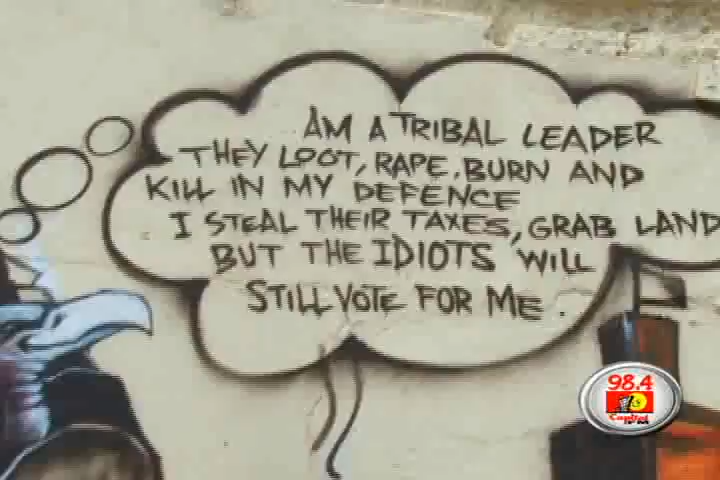 AM A TRIBAL LEADER
THEY LOOT, RAPE, BURN AND
KILL IN MY DEFENCE
I STEAL THEIR TAXES, GRAB LAND
BUT THE IDIOTS WILL
STILL VOTE FOR ME.
98.4
Capital